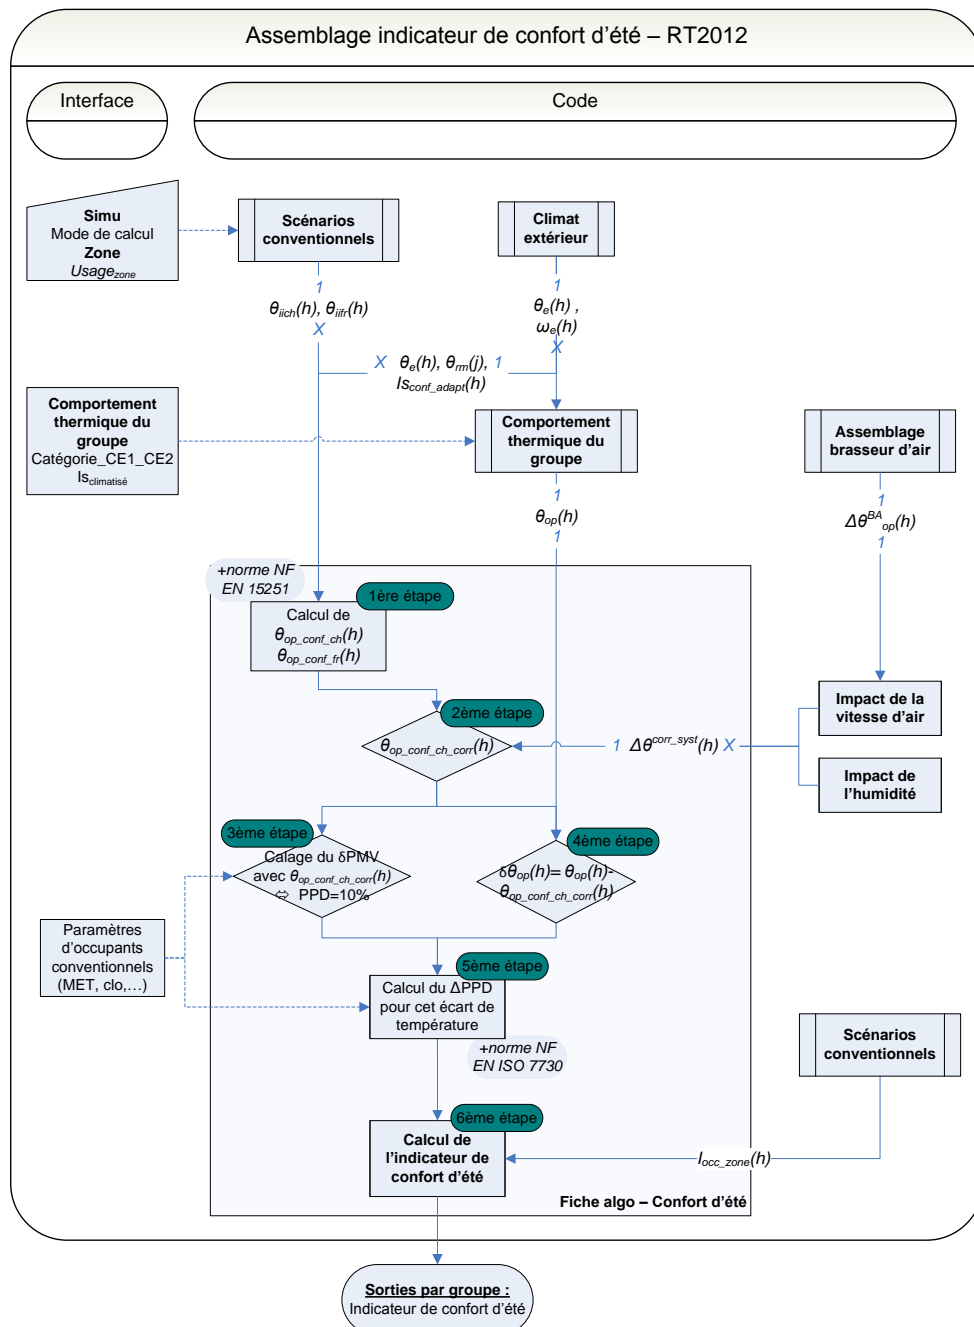 Assemblage indicateur de confort d'été – RT2012
Interface
Code
Simu
Mode de calcul
Zone
Usagezone
Scénarios
conventionnels
Climat
extérieur
1
θiich(h), θiifr(h)
X
1
θe(h) ,
ωe(h)
X
X θe(h), θrm(j), 1
Isconf_adapt(h)
Comportement
thermique du
groupe
Catégorie_CE1_CE2
Isclimatisé
Comportement
thermique du
groupe
Assemblage
brasseur d'air
1
θop(h)
1
1
ΔθBAop(h)
1
+norme NF
EN 15251
1ère étape
Calcul de
θop_conf_ch(h)
θop_conf_fr(h)
2ème étape
θop_conf_ch_corr(h)
1 Δθcorr_syst(h) X
Impact de la
vitesse d'air
Impact de
l'humidité
3ème étape
Calage du δPMV
avec θop_conf_ch_corr(h)
⇔ PPD=10%
4ème étape
δθop(h)= θop(h)-
θop_conf_ch_corr(h)
Paramètres
d'occupants
conventionnels
(MET, clo,…)
5ème étape
Calcul du ΔPPD
pour cet écart de
température
+norme NF
EN ISO 7730
Scénarios
conventionnels
6ème étape
Calcul de
l'indicateur de
confort d'été
Iocc_zone(h)
Fiche algo – Confort d'été
Sorties par groupe :
Indicateur de confort d'été